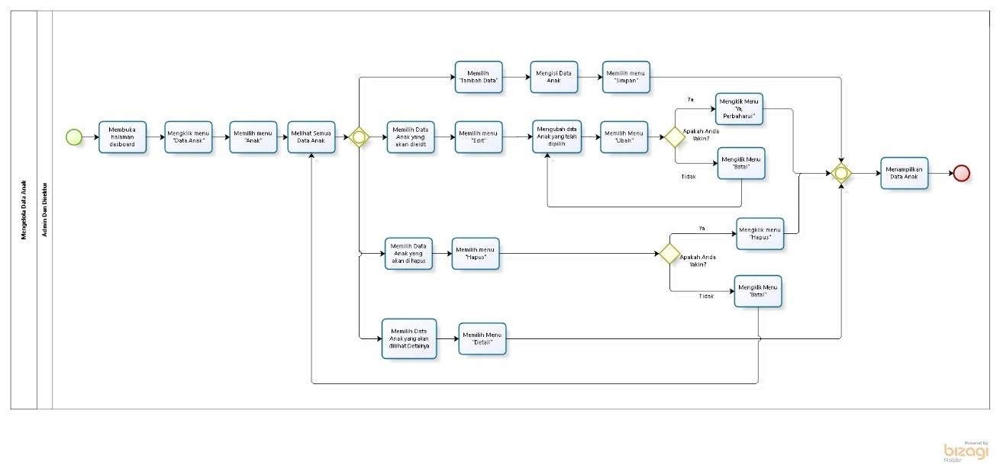 Mengelola Data Anak
Admin Dan Direktur
Membuka
halaman
dasboard
Mengklik menu
"Data Anak"
Memilih menu
"Anak"
Melihat Semua
Data Anak
Memilih
"Tambah Data"
Mengisi Data
Anak
Memilih menu
"Simpan"
Memilih Data
Anak yang
akan dieidt
Memilih menu
"Edit"
Mengubah data
Anak yang telah
dipilih
Memilih Menu
"Ubah"
Apakah Anda
Yakin?
Ya
Mengklik Menu
"Ya,
Perbaharui"
Tidak
Mengklik Menu
"Batal"
Memilih Data
Anak yang
akan di hapus
Memilih menu
"Hapus"
Apakah Anda
Yakin?
Ya
Mengklik menu
"Hapus"
Tidak
Mengklik Menu
"Batal"
Memilih Data
Anak yang akan
dilihat Detailnya
Memilih Menu
"Detail"
Menampilkan
Data Anak
Powered by
bizagi
Modeler